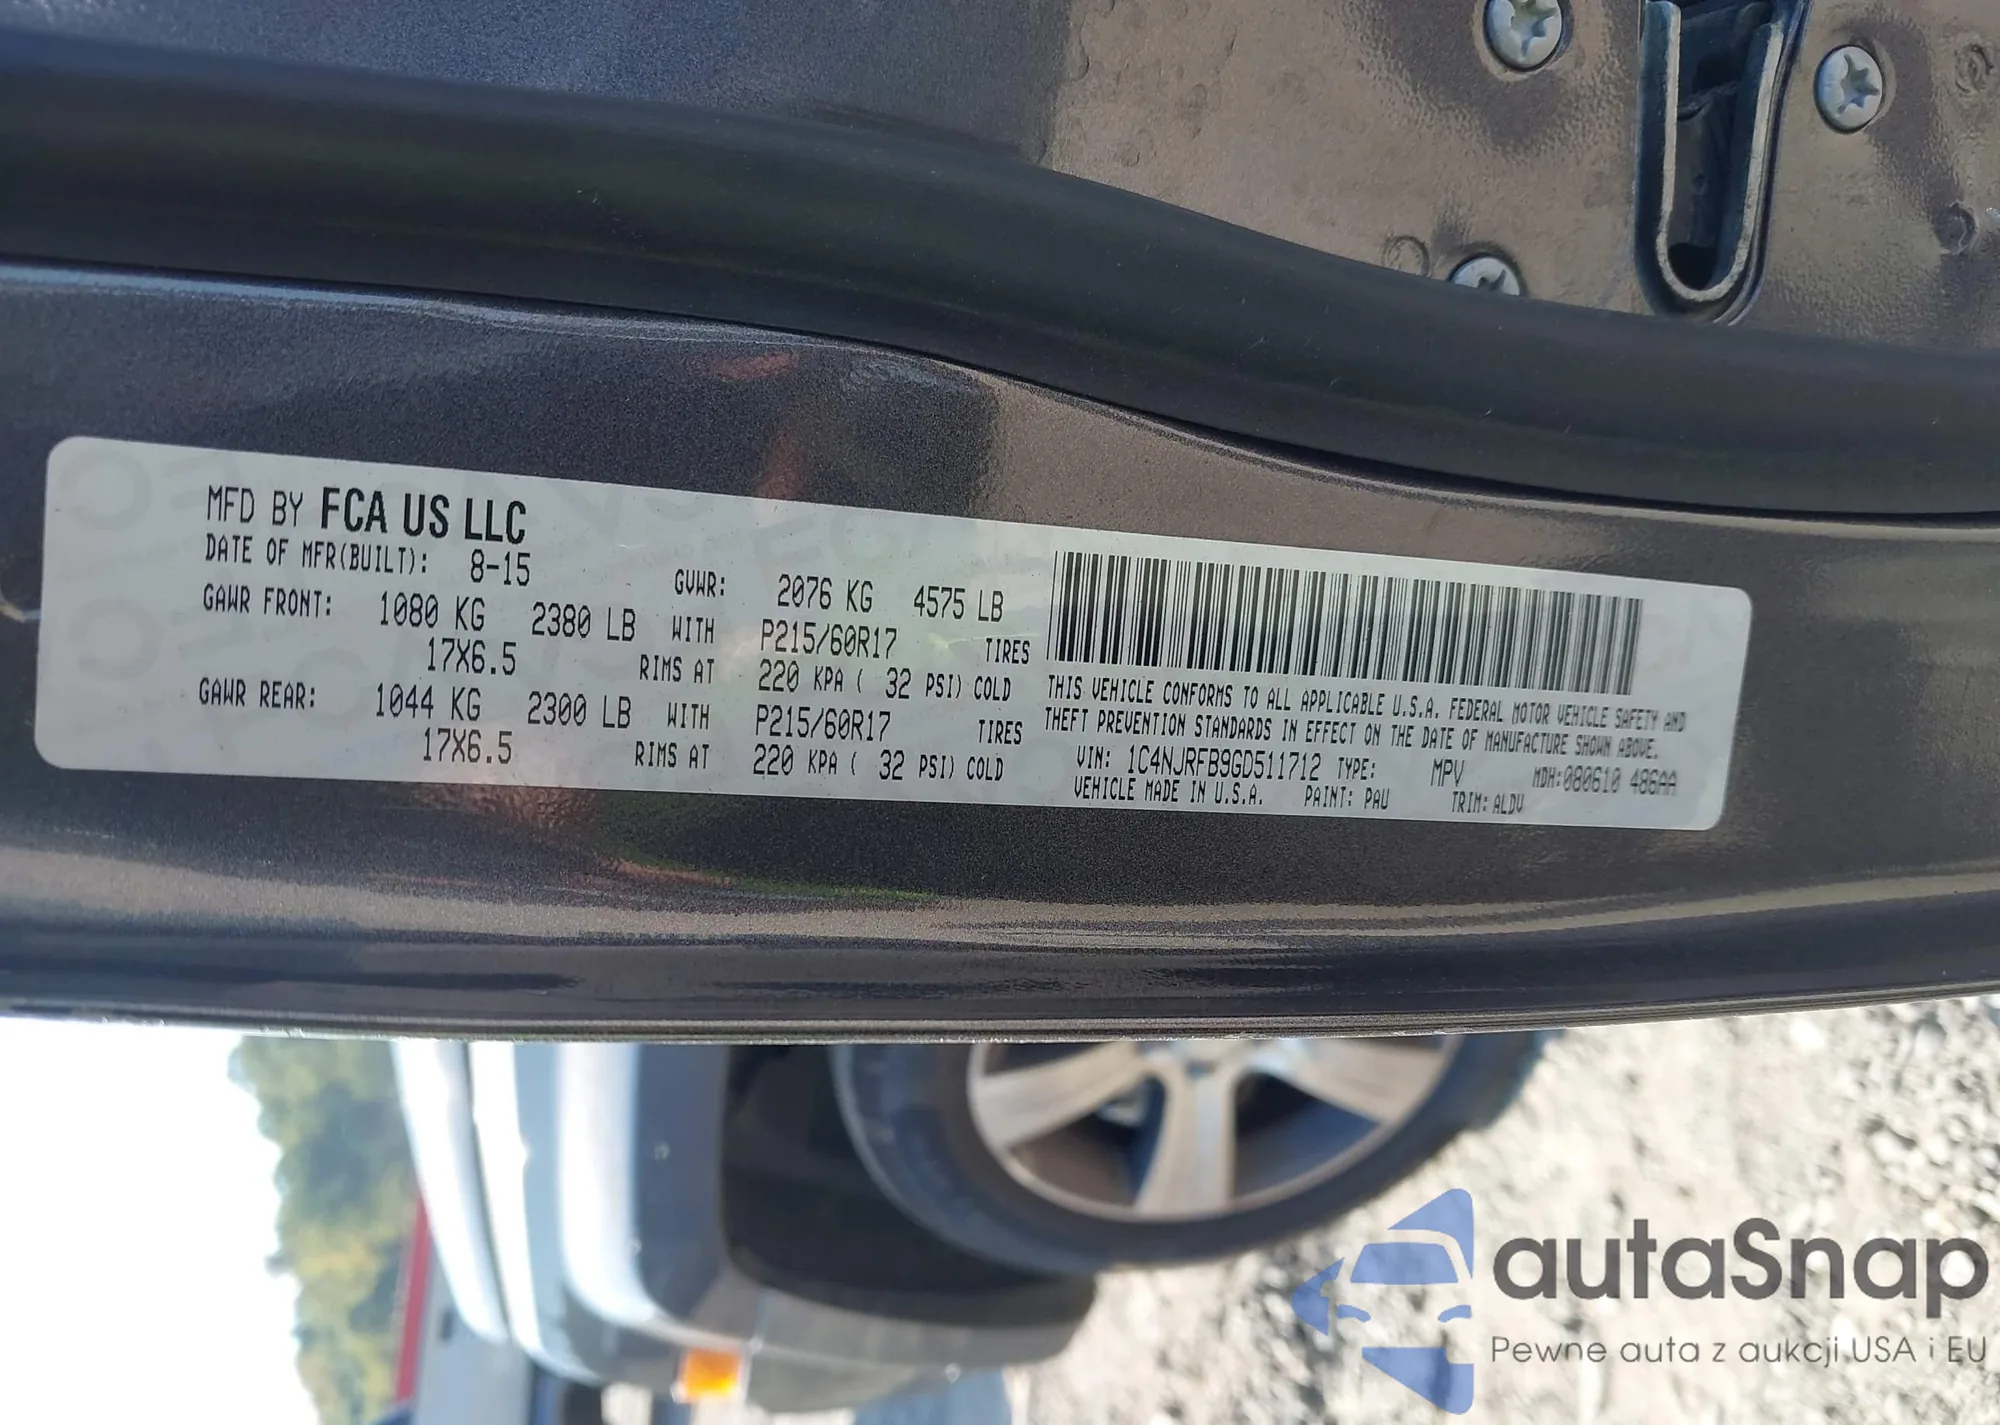 MFD BY FCA US LLC
DATE OF MFR(BUILT): 8-15 GVWR: 2076 KG 4575 LB
GAWR FRONT: 1080 KG 2380 LB WITH P215/60R17 TIRES
17X6.5 RIMS AT 220 KPA ( 32 PSI) COLD
GAWR REAR: 1044 KG 2300 LB WITH P215/60R17 TIRES
17X6.5 RIMS AT 220 KPA ( 32 PSI) COLD
THIS VEHICLE CONFORMS TO ALL APPLICABLE U.S.A. FEDERAL MOTOR VEHICLE SAFETY AND
THEFT PREVENTION STANDARDS IN EFFECT ON THE DATE OF MANUFACTURE SHOWN ABOVE.
VIN: 1C4NJRFB9GD511712 TYPE: MPV MDH:080610 486AA
VEHICLE MADE IN U.S.A. PAINT: PAU TRIM: ALDV
autaSnap
Pewne auta z aukcji USA i EU